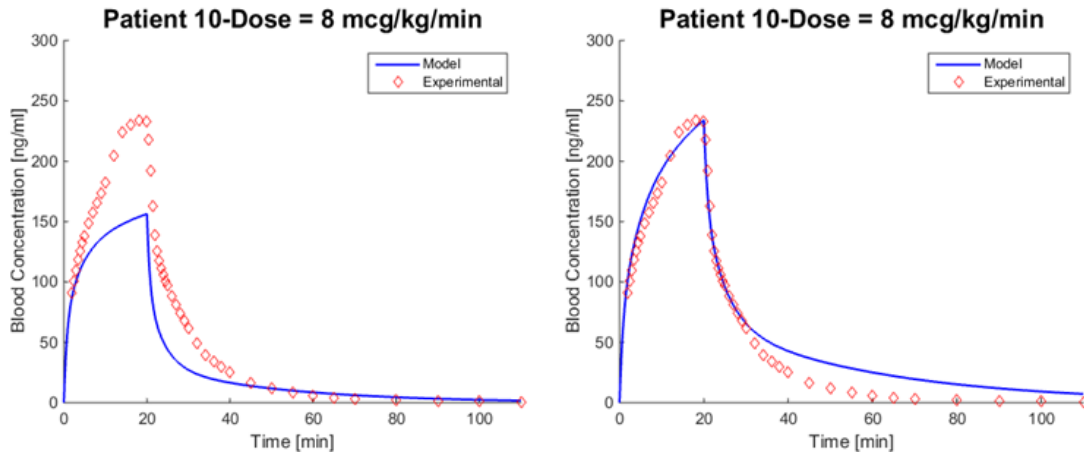 Patient 10-Dose = 8 mcg/kg/min
300
250
200
150
100
50
0
Blood Concentration [ng/ml]
Model
Experimental
0 20 40 60 80 100
Time [min]
Patient 10-Dose = 8 mcg/kg/min
300
250
200
150
100
50
0
Blood Concentration [ng/ml]
Model
Experimental
0 20 40 60 80 100
Time [min]